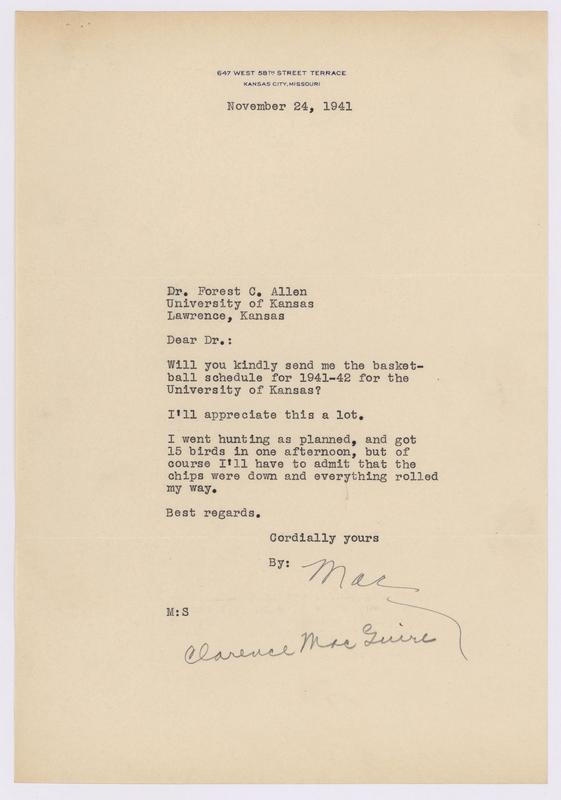 647 WEST 58TH STREET TERRACE
KANSAS CITY, MISSOURI
November 24, 1941
Dr. Forest C. Allen
University of Kansas
Lawrence, Kansas
Dear Dr.:
Will you kindly send me the basket-
ball schedule for 1941-42 for the
University of Kansas?
I'll appreciate this a lot.
I went hunting as planned, and got
15 birds in one afternoon, but of
course I'll have to admit that the
chips were down and everything rolled
my way.
Best regards.
Cordially yours
By: Mac
M:S
Clarence MacGuire